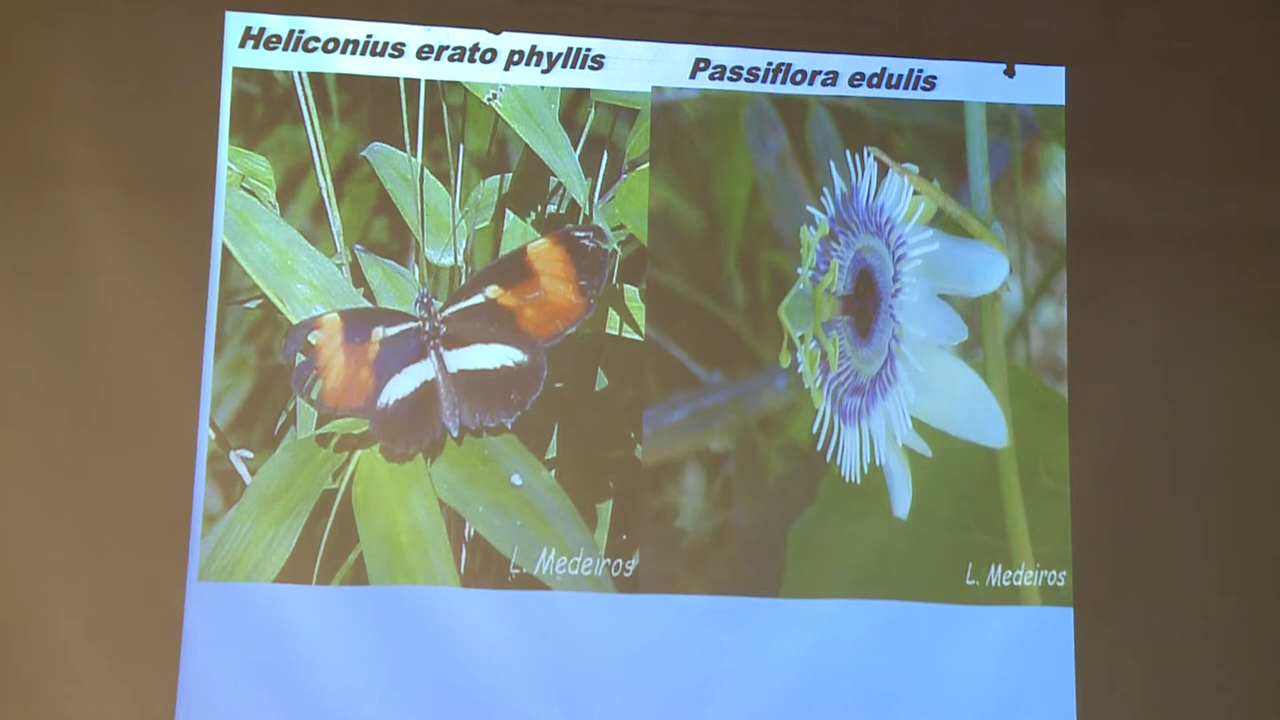 Heliconius erato phyllis
Passiflora edulis
L. Medeiros
L. Medeiros